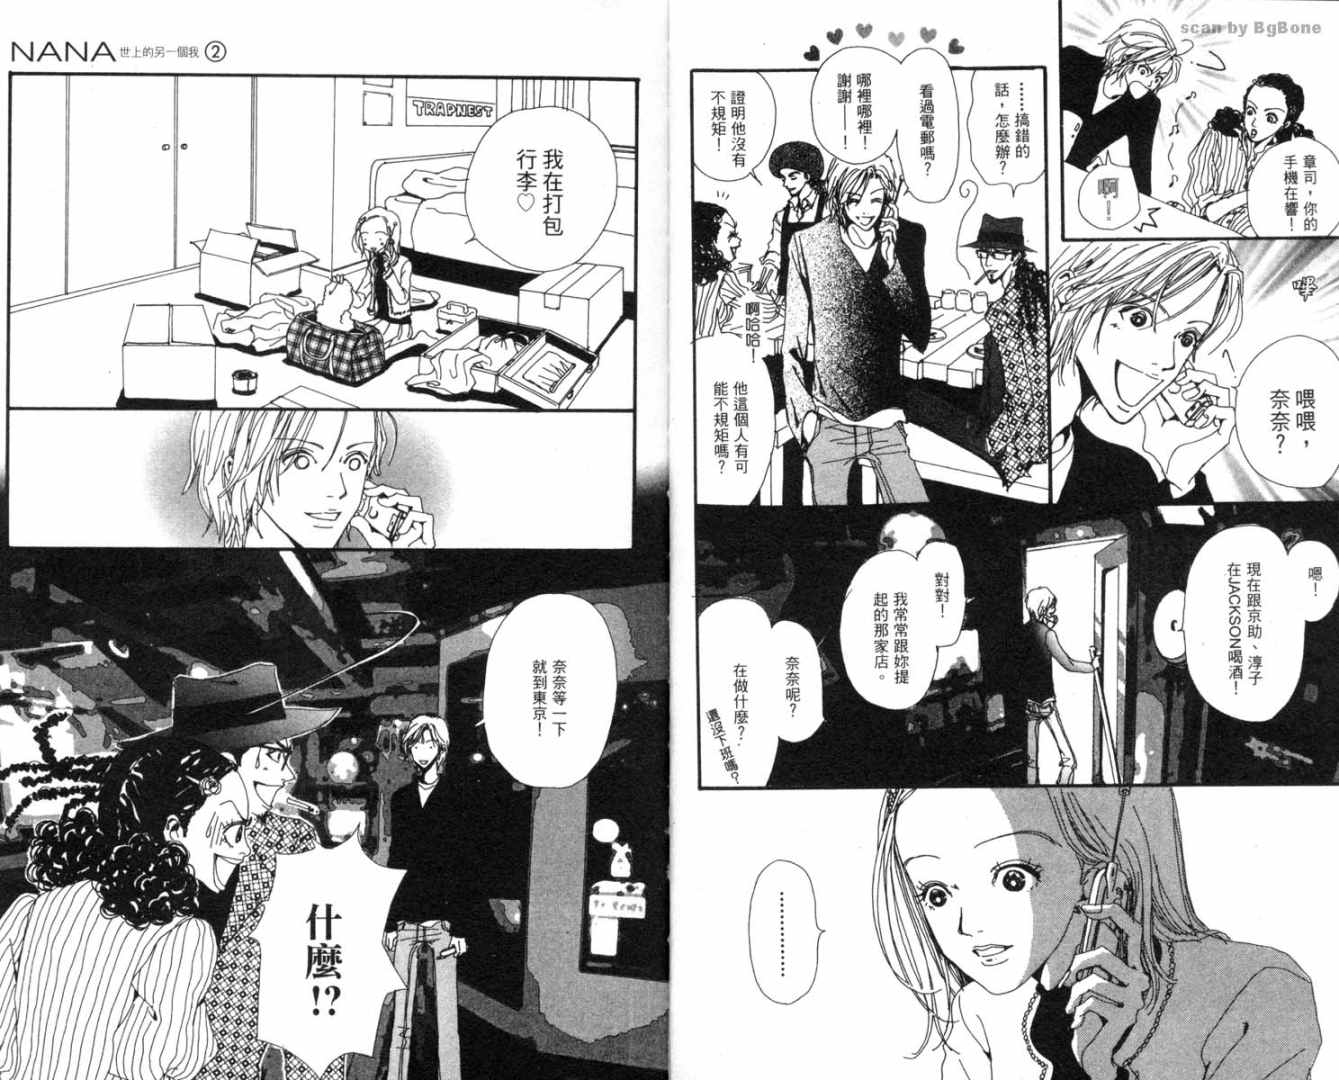 scan by BgBone
章司，你的
手機在響！
啊…
嗶
喂喂，
奈奈？
……搞錯的
話，怎麼辦？
看過電郵嗎？
哪裡哪裡！
謝謝——！
證明他沒有
不規矩！
啊哈哈！
他這個人有可
能不規矩嗎？
嗯！
現在跟京助、淳子
在JACKSON喝酒！
對對！
我常常跟妳提
起的那家店。
奈奈呢？
在做什麼？
還沒下班嗎？
…………
NANA 世上的另一個我 ②
TRAPNEST
我在打包
行李♡
奈奈等一下
就到東京！
什麼!?